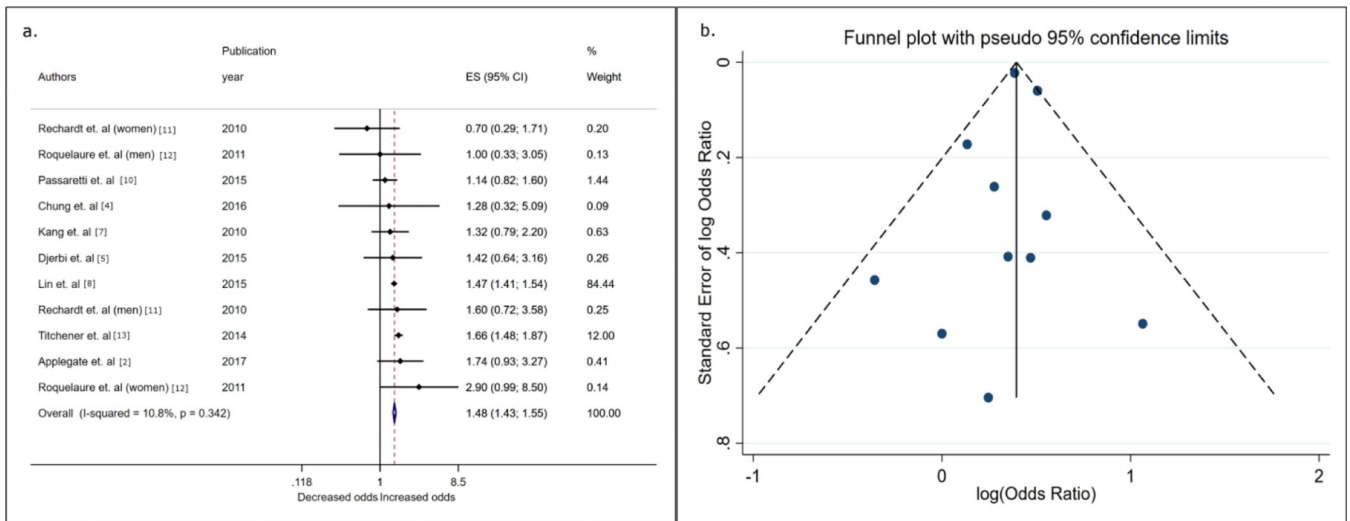 a.
Publication %
Authors year ES (95% CI) Weight
Rechardt et. al (women) [11] 2010 0.70 (0.29; 1.71) 0.20
Roquelaure et. al (men) [12] 2011 1.00 (0.33; 3.05) 0.13
Passaretti et. al [10] 2015 1.14 (0.82; 1.60) 1.44
Chung et. al [4] 2016 1.28 (0.32; 5.09) 0.09
Kang et. al [7] 2010 1.32 (0.79; 2.20) 0.63
Djerbi et. al [5] 2015 1.42 (0.64; 3.16) 0.26
Lin et. al [8] 2015 1.47 (1.41; 1.54) 84.44
Rechardt et. al (men) [11] 2010 1.60 (0.72; 3.58) 0.25
Titchener et. al [13] 2014 1.66 (1.48; 1.87) 12.00
Applegate et. al [2] 2017 1.74 (0.93; 3.27) 0.41
Roquelaure et. al (women) [12] 2011 2.90 (0.99; 8.50) 0.14
Overall (I-squared = 10.8%, p = 0.342) 1.48 (1.43; 1.55) 100.00
.118 1 8.5
Decreased odds Increased odds
b.
Funnel plot with pseudo 95% confidence limits
Standard Error of log Odds Ratio
0
.2
.4
.6
.8
-1 0 1 2
log(Odds Ratio)